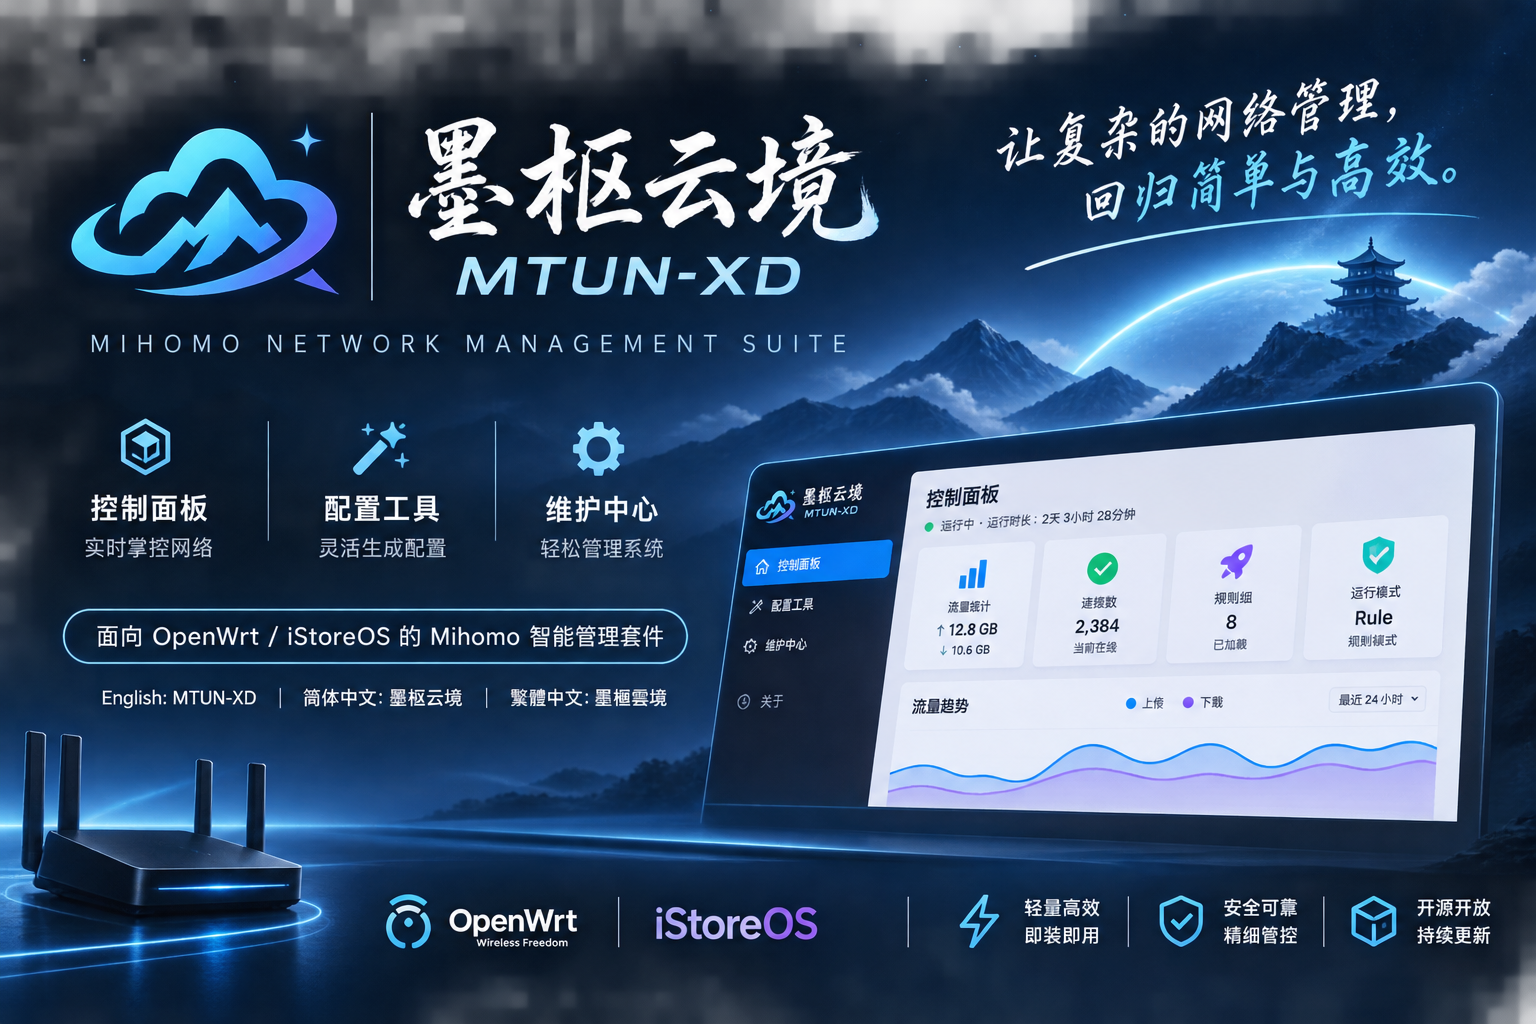 墨枢云境
MTUN-XD
MIHOMO NETWORK MANAGEMENT SUITE
让复杂的网络管理，
回归简单与高效。
控制面板
实时掌控网络
配置工具
灵活生成配置
维护中心
轻松管理系统
面向 OpenWrt / iStoreOS 的 Mihomo 智能管理套件
English: MTUN-XD | 简体中文: 墨枢云境 | 繁體中文: 墨樞雲境
墨枢云境
MTUN-XD
控制面板
配置工具
维护中心
关于
控制面板
运行中 · 运行时长：2天 3小时 28分钟
流量统计
↑ 12.8 GB
↓ 10.6 GB
连接数
2,384
当前在线
规则组
8
已加载
运行模式
Rule
规则模式
流量趋势
上传
下载
最近 24 小时
OpenWrt
Wireless Freedom
iStoreOS
轻量高效
即装即用
安全可靠
精细管控
开源开放
持续更新